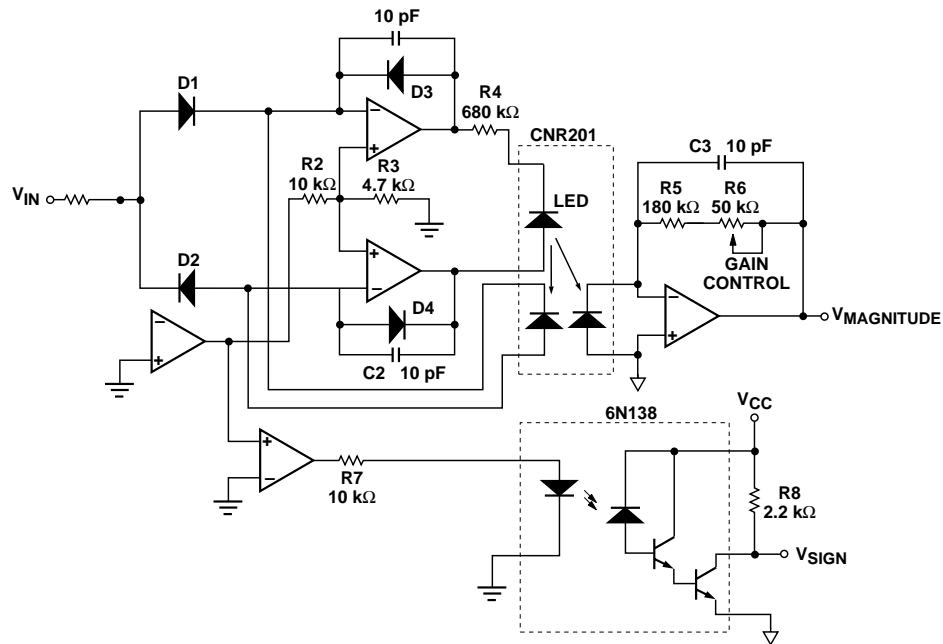 10 pF
D1
D3
R4
680 kΩ
CNR201
C3 10 pF
R2
10 kΩ
R3
4.7 kΩ
LED
R5
180 kΩ
R6
50 kΩ
VIN
GAIN
CONTROL
D2
D4
VMAGNITUDE
C2 10 pF
VCC
6N138
R7
10 kΩ
R8
2.2 kΩ
VSIGN